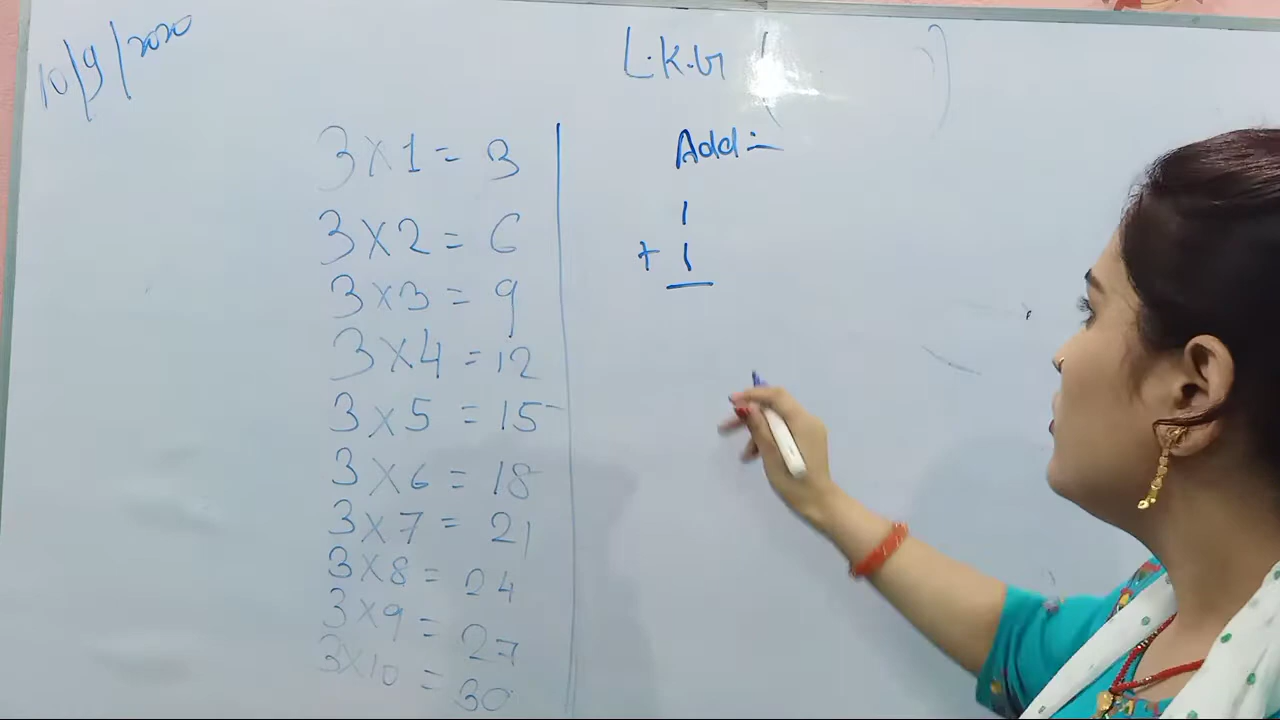 10/9/2020
L.K.G ( )
3×1= 3
3×2= 6
3×3= 9
3×4 =12
3×5 =15
3×6 = 18
3×7 = 21
3×8 = 24
3×9 = 27
3×10 = 30
Add:-
1
+ 1